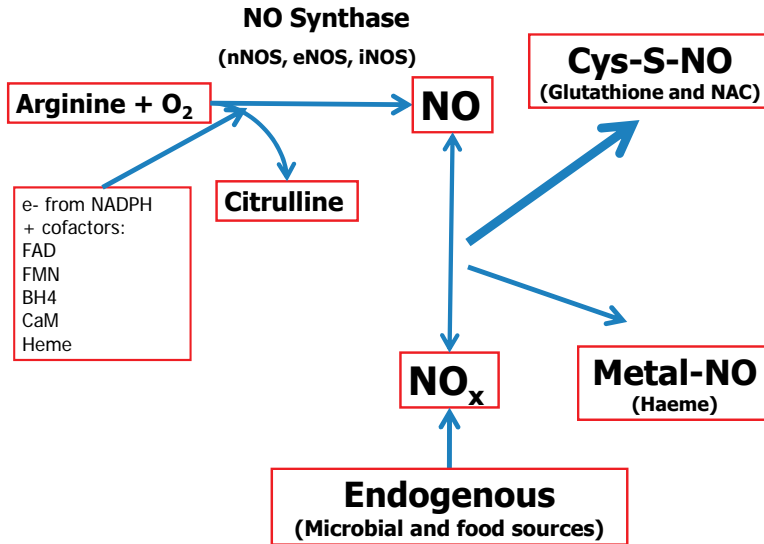 NO Synthase
(nNOS, eNOS, iNOS)
Arginine + O2
NO
Cys-S-NO
(Glutathione and NAC)
Citrulline
e- from NADPH
+ cofactors:
FAD
FMN
BH4
CaM
Heme
NOx
Metal-NO
(Haeme)
Endogenous
(Microbial and food sources)